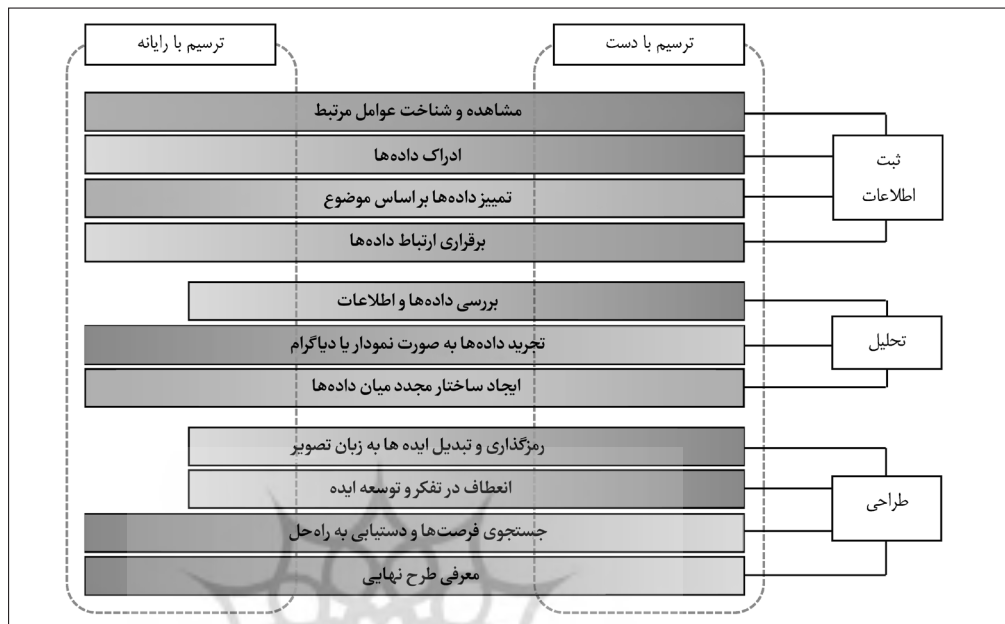 ترسیم با دست
ترسیم با رایانه
ثبت
اطلاعات
مشاهده و شناخت عوامل مرتبط
ادراک داده‌ها
تمییز داده‌ها بر اساس موضوع
برقراری ارتباط داده‌ها
تحلیل
بررسی داده‌ها و اطلاعات
تجرید داده‌ها به صورت نمودار یا دیاگرام
ایجاد ساختار مجدد میان داده‌ها
طراحی
رمزگذاری و تبدیل ایده ها به زبان تصویر
انعطاف در تفکر و توسعه ایده
جستجوی فرصت‌ها و دستیابی به راه‌حل
معرفی طرح نهایی